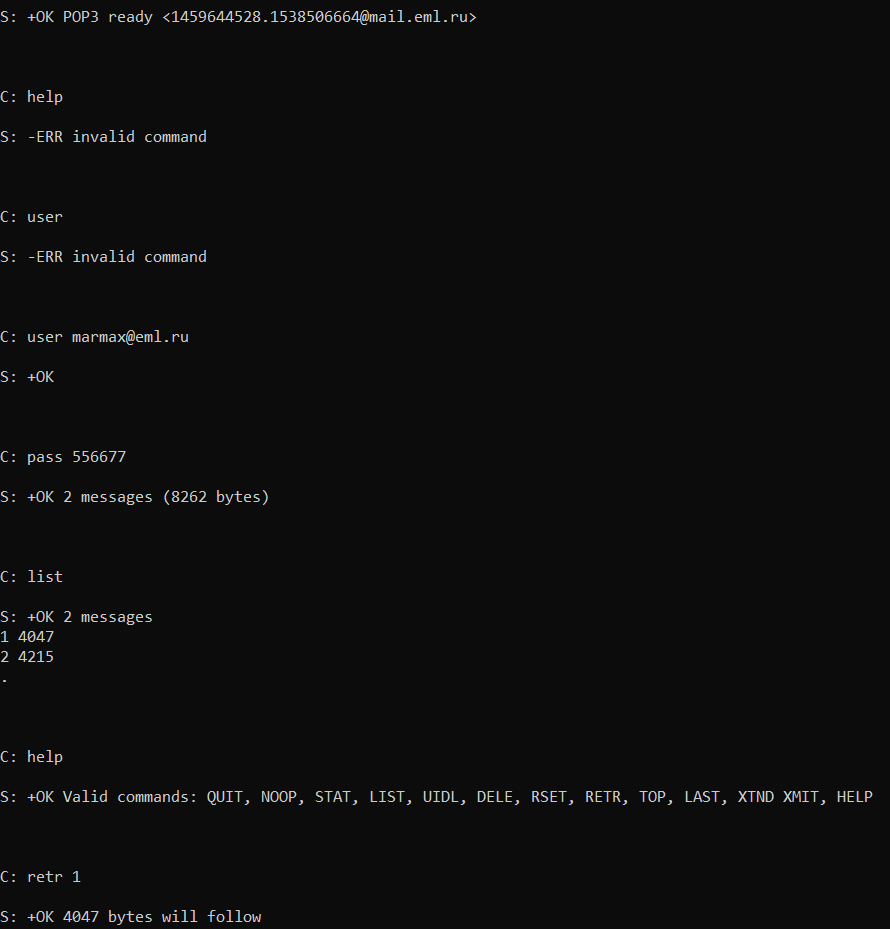 S: +OK POP3 ready <1459644528.1538506664@mail.eml.ru>
C: help
S: -ERR invalid command
C: user
S: -ERR invalid command
C: user marmax@eml.ru
S: +OK
C: pass 556677
S: +OK 2 messages (8262 bytes)
C: list
S: +OK 2 messages
1 4047
2 4215
.
C: help
S: +OK Valid commands: QUIT, NOOP, STAT, LIST, UIDL, DELE, RSET, RETR, TOP, LAST, XTND XMIT, HELP
C: retr 1
S: +OK 4047 bytes will follow